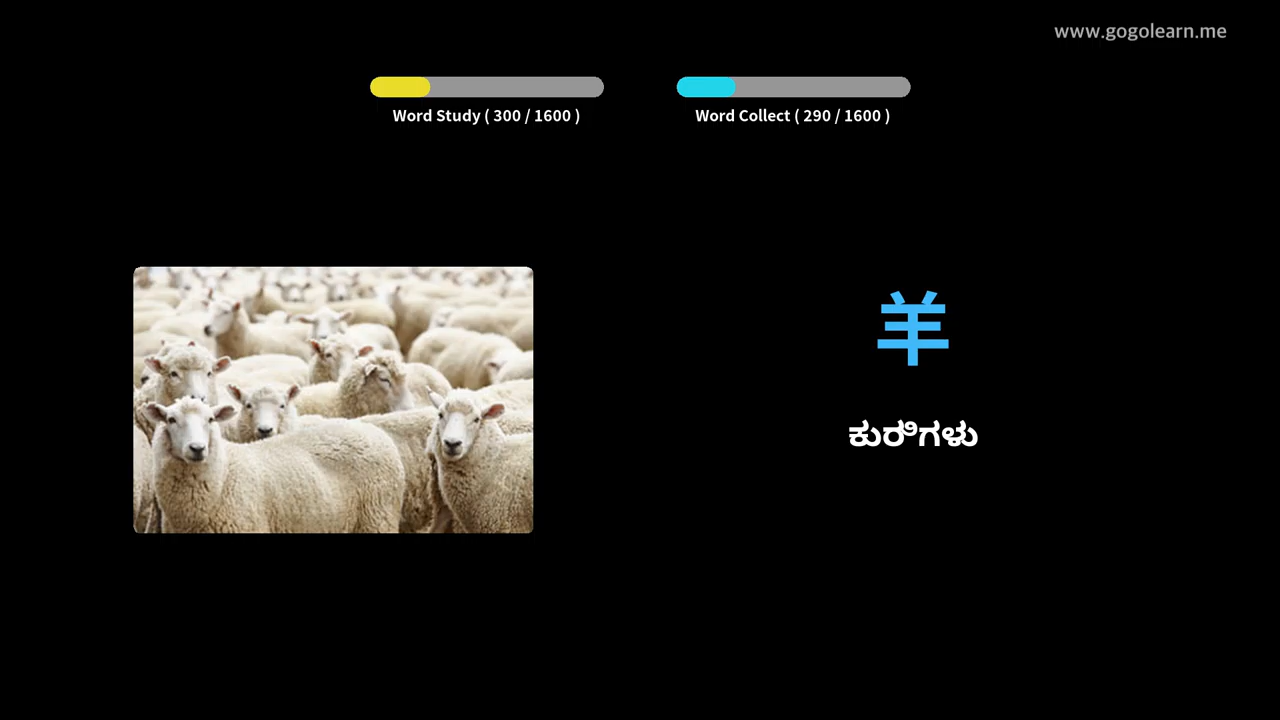 www.gogolearn.me
Word Study ( 300 / 1600 )
Word Collect ( 290 / 1600 )
羊
ಕುರಿಗಳು